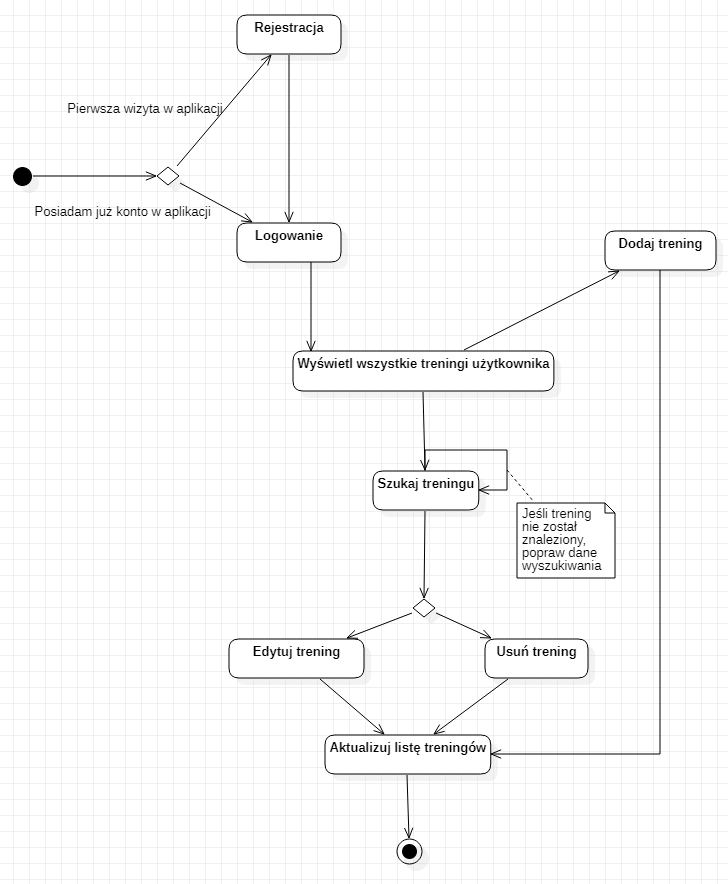 Rejestracja
Pierwsza wizyta w aplikacji
Posiadam już konto w aplikacji
Logowanie
Dodaj trening
Wyświetl wszystkie treningi użytkownika
Szukaj treningu
Jeśli trening
nie został
znaleziony,
popraw dane
wyszukiwania
Edytuj trening
Usuń trening
Aktualizuj listę treningów